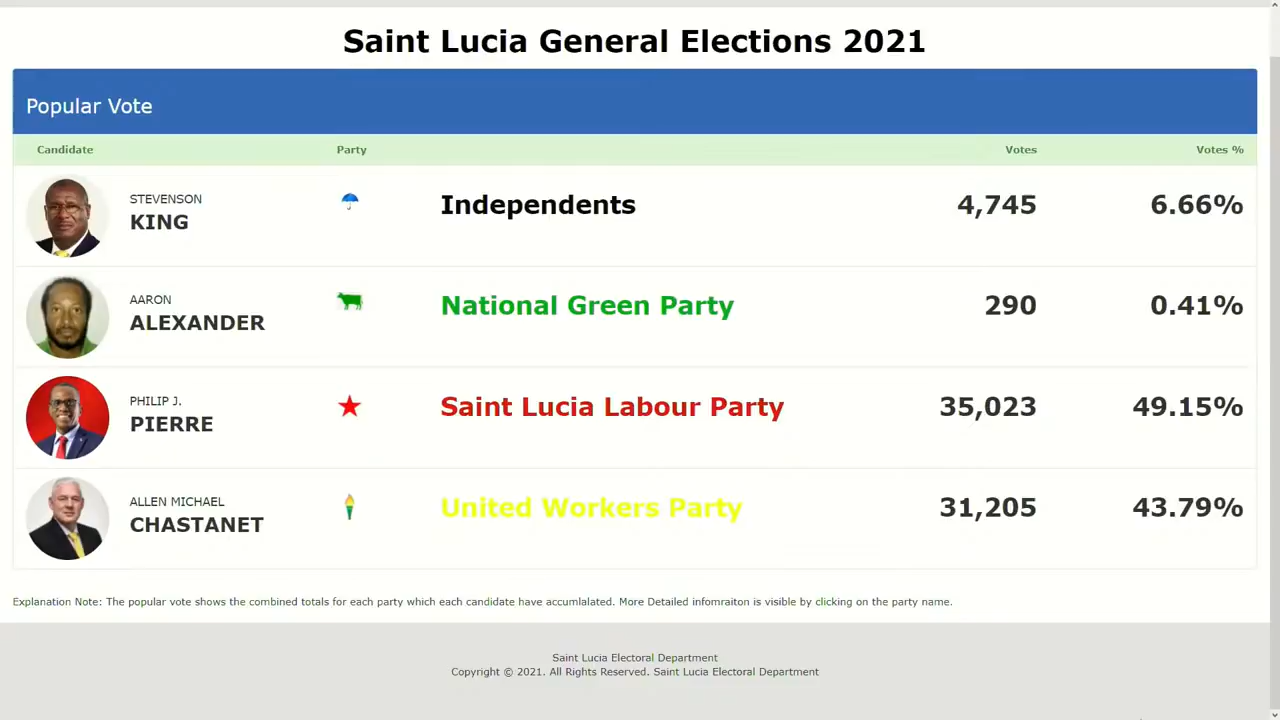 Saint Lucia General Elections 2021
Popular Vote
Candidate Party Votes Votes %
STEVENSON
KING Independents 4,745 6.66%
AARON
ALEXANDER National Green Party 290 0.41%
PHILIP J.
PIERRE Saint Lucia Labour Party 35,023 49.15%
ALLEN MICHAEL
CHASTANET United Workers Party 31,205 43.79%
Explanation Note: The popular vote shows the combined totals for each party which each candidate have accumlalated. More Detailed infomraiton is visible by clicking on the party name.
Saint Lucia Electoral Department
Copyright © 2021. All Rights Reserved. Saint Lucia Electoral Department